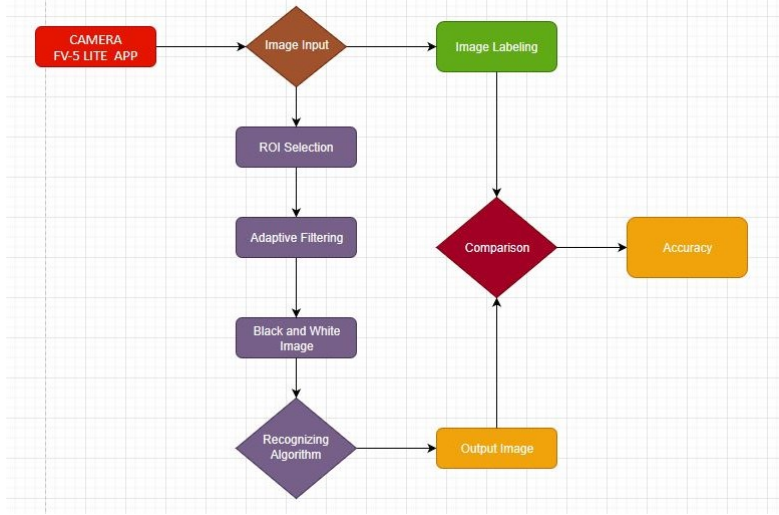 CAMERA
FV-5 LITE APP
Image Input
Image Labeling
ROI Selection
Adaptive Filtering
Comparison
Accuracy
Black and White
Image
Recognizing
Algorithm
Output Image